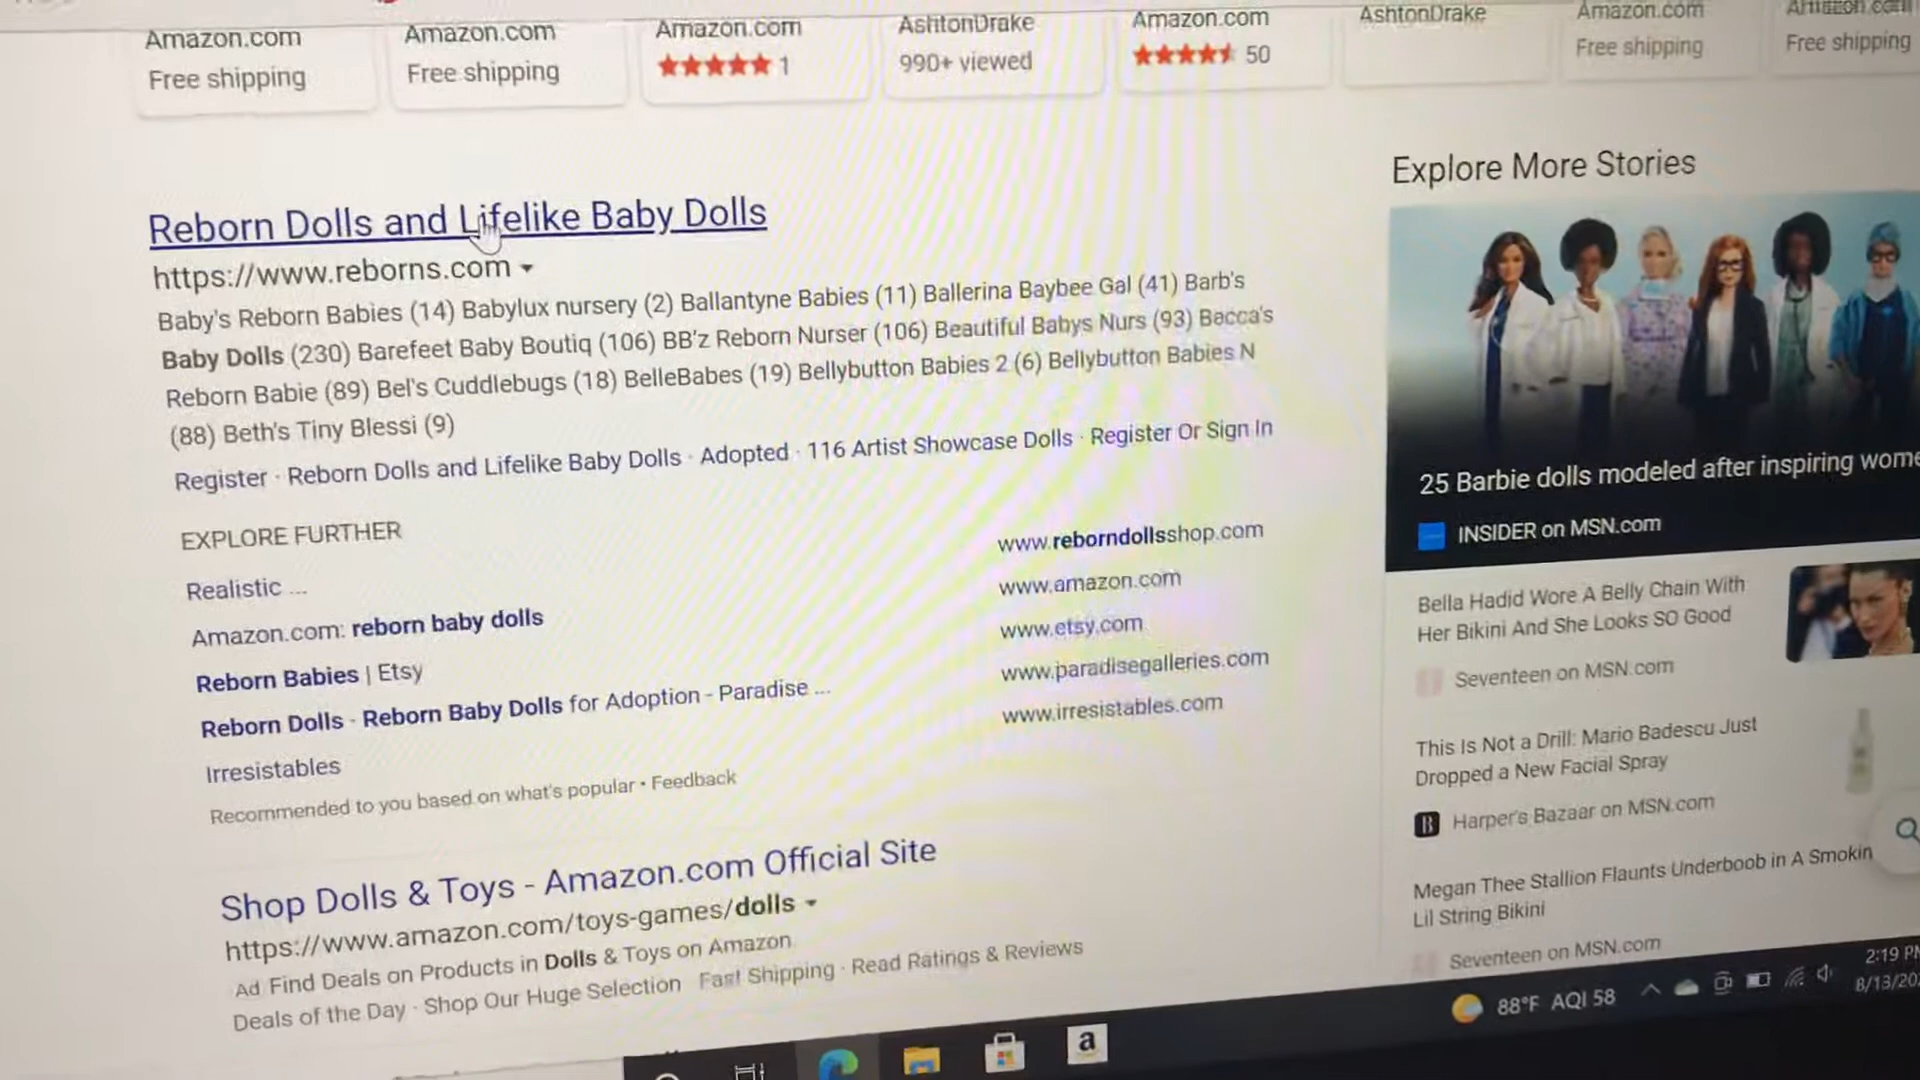 Amazon.com
Free shipping
Amazon.com
Free shipping
Amazon.com
1
AshtonDrake
990+ viewed
Amazon.com
50
AshtonDrake
Amazon.com
Free shipping
Amazon.com
Free shipping
Reborn Dolls and Lifelike Baby Dolls
https://www.reborns.com
Baby's Reborn Babies (14) Babylux nursery (2) Ballantyne Babies (11) Ballerina Baybee Gal (41) Barb's
Baby Dolls (230) Barefeet Baby Boutiq (106) BB'z Reborn Nurser (106) Beautiful Babys Nurs (93) Becca's
Reborn Babie (89) Bel's Cuddlebugs (18) BelleBabes (19) Bellybutton Babies 2 (6) Bellybutton Babies N
(88) Beth's Tiny Blessi (9)
Register · Reborn Dolls and Lifelike Baby Dolls · Adopted · 116 Artist Showcase Dolls · Register Or Sign In
EXPLORE FURTHER
Realistic ...
www.reborndollsshop.com
Amazon.com: reborn baby dolls
www.amazon.com
Reborn Babies | Etsy
www.etsy.com
Reborn Dolls - Reborn Baby Dolls for Adoption - Paradise ...
www.paradisegalleries.com
Irresistables
www.irresistables.com
Recommended to you based on what's popular • Feedback
Shop Dolls & Toys - Amazon.com Official Site
https://www.amazon.com/toys-games/dolls
Ad Find Deals on Products in Dolls & Toys on Amazon.
Deals of the Day · Shop Our Huge Selection Fast Shipping · Read Ratings & Reviews
Explore More Stories
25 Barbie dolls modeled after inspiring wome
INSIDER on MSN.com
Bella Hadid Wore A Belly Chain With
Her Bikini And She Looks SO Good
Seventeen on MSN.com
This Is Not a Drill: Mario Badescu Just
Dropped a New Facial Spray
Harper's Bazaar on MSN.com
Megan Thee Stallion Flaunts Underboob in A Smokin
Lil String Bikini
Seventeen on MSN.com
88°F AQI 58
2:19 PM
8/13/20
a